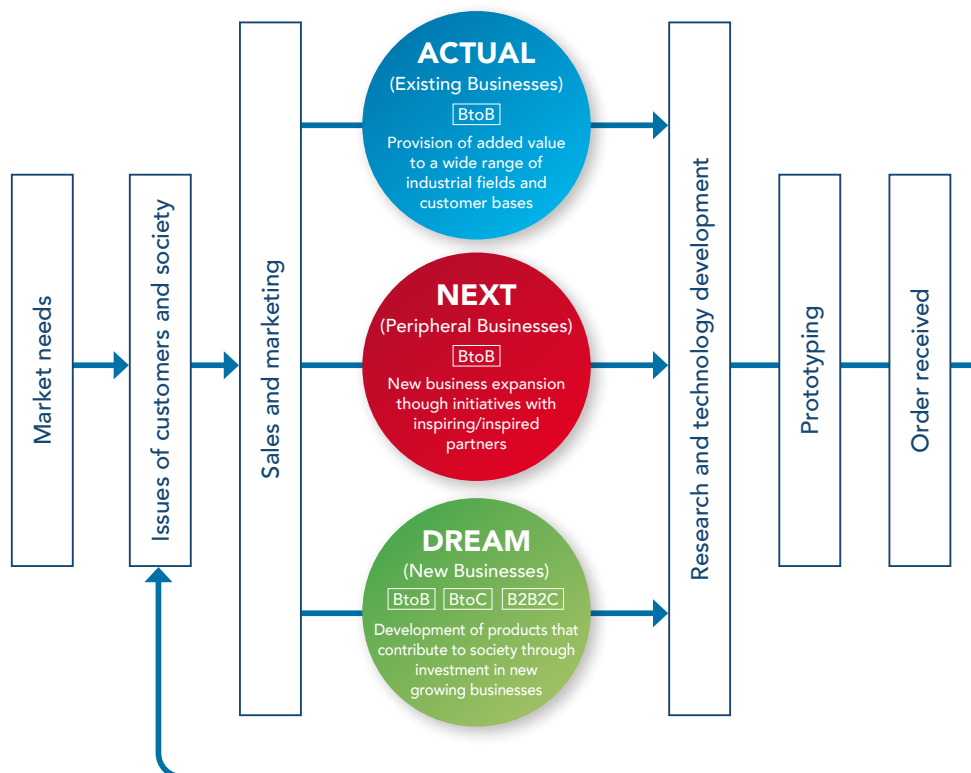 Market needs
Issues of customers and society
Sales and marketing
ACTUAL
(Existing Businesses)
BtoB
Provision of added value
to a wide range of
industrial fields and
customer bases
NEXT
(Peripheral Businesses)
BtoB
New business expansion
though initiatives with
inspiring/inspired
partners
DREAM
(New Businesses)
BtoB BtoC B2B2C
Development of products that
contribute to society through
investment in new
growing businesses
Research and technology development
Prototyping
Order received